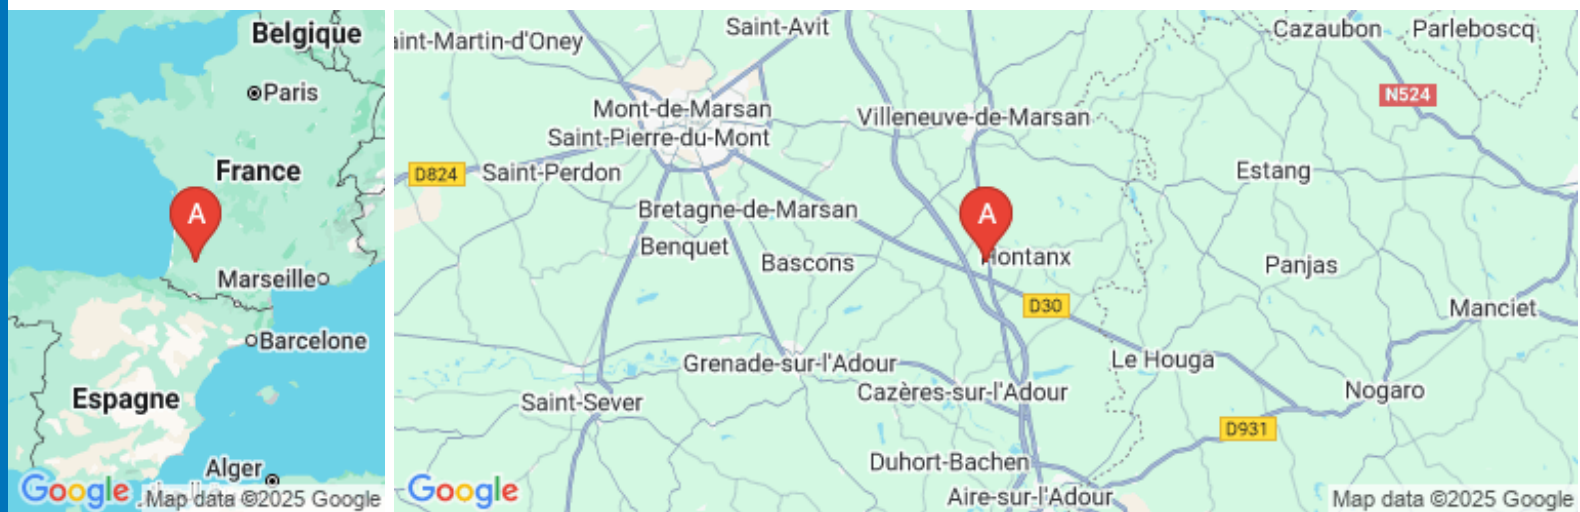 Belgique
Paris
France
A
Marseille
Barcelone
Espagne
Alger
Google
Map data ©2025 Google
Saint-Avit
aint-Martin-d'Oney
Cazaubon
Parleboscq
N524
Mont-de-Marsan
Villeneuve-de-Marsan
Saint-Pierre-du-Mont
D824
Saint-Perdon
Estang
Bretagne-de-Marsan
A
Benquet
Bascons
Hontanx
Panjas
D30
Manciet
Grenade-sur-l'Adour
Le Houga
Cazères-sur-l'Adour
Nogaro
Saint-Sever
D931
Duhort-Bachen
Aire-sur-l'Adour
Google
Map data ©2025 Google